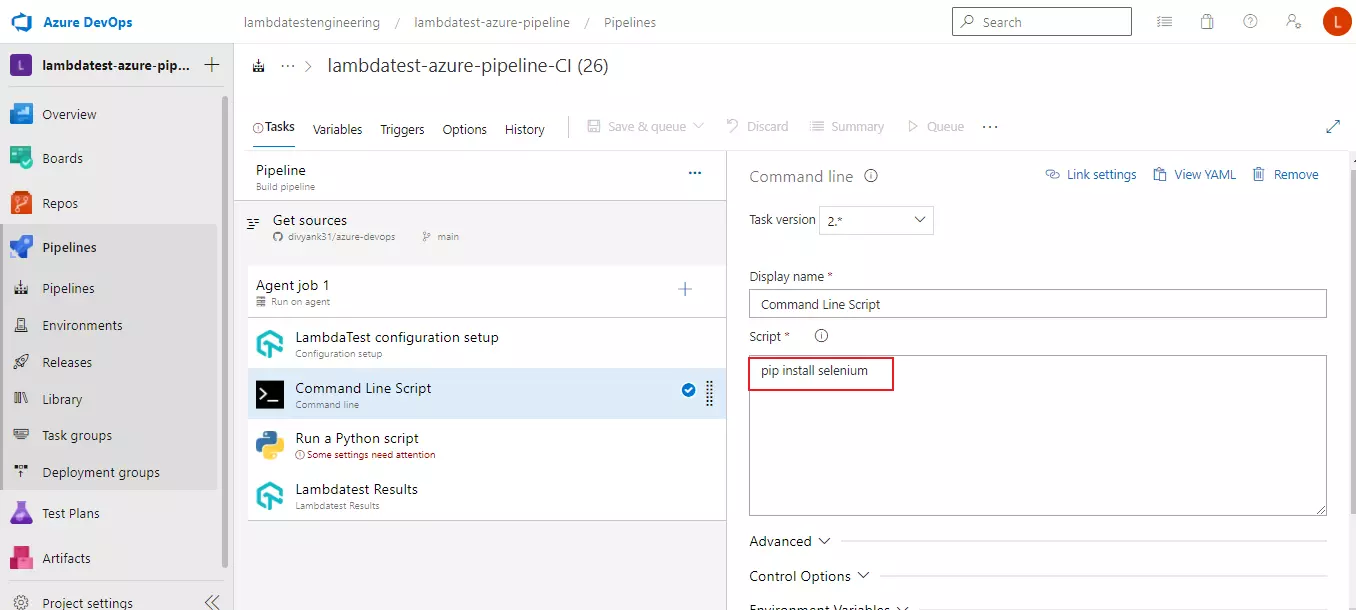 Azure DevOps
lambdatestengineering / lambdatest-azure-pipeline / Pipelines
Search
L
L lambdatest-azure-pip...
lambdatest-azure-pipeline-CI (26)
Overview
Boards
Repos
Pipelines
Pipelines
Environments
Releases
Library
Task groups
Deployment groups
Test Plans
Artifacts
Project settings
Tasks Variables Triggers Options History Save & queue Discard Summary Queue
Pipeline
Build pipeline
Get sources
divyank31/azure-devops main
Agent job 1
Run on agent
LambdaTest configuration setup
Configuration setup
Command Line Script
Command line
Run a Python script
Some settings need attention
Lambdatest Results
Lambdatest Results
Command line Link settings View YAML Remove
Task version 2.*
Display name *
Command Line Script
Script *
pip install selenium
Advanced
Control Options
Environment Variables